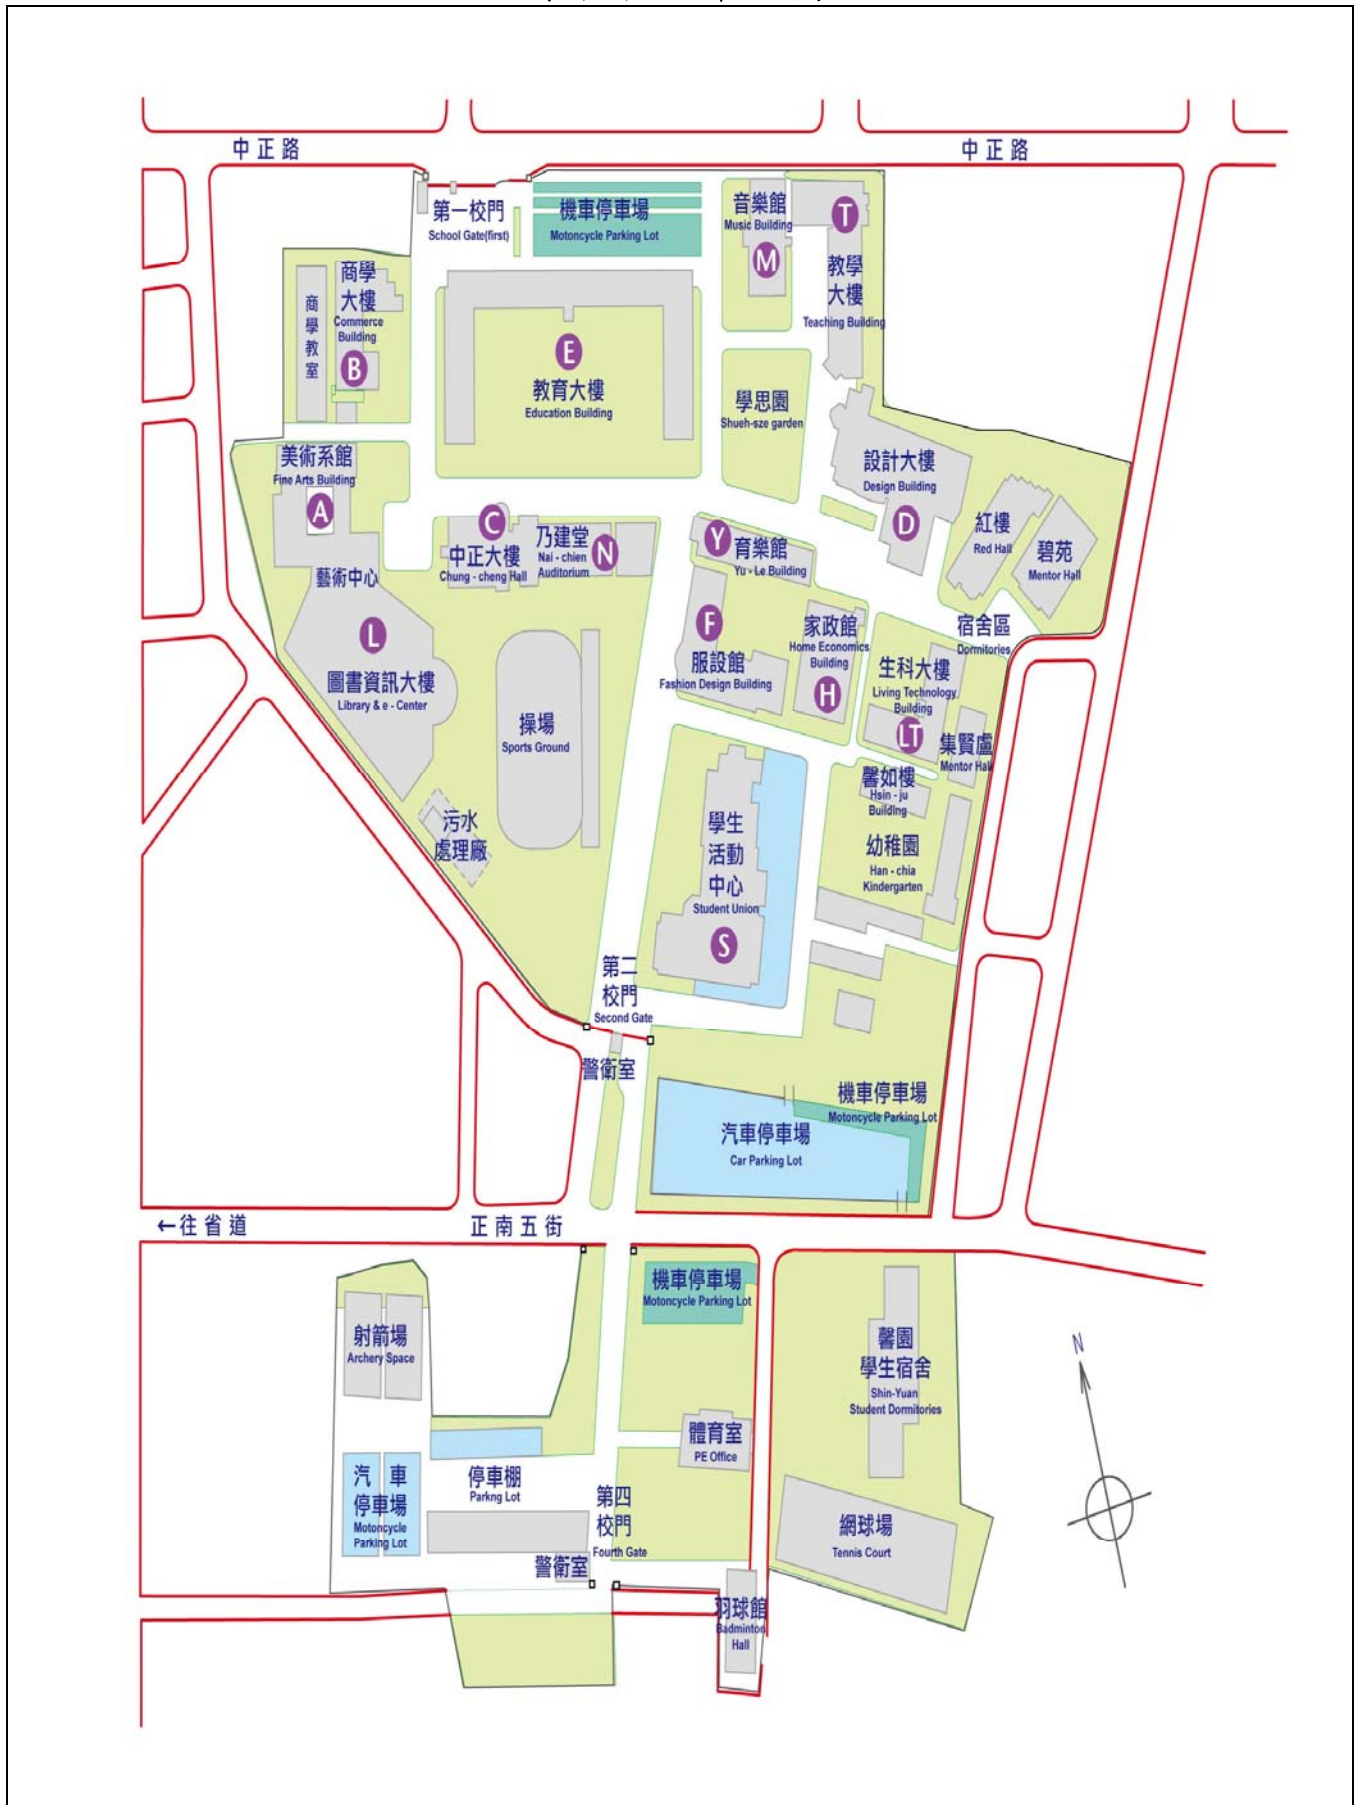 中正路
中正路
第一校門
School Gate(first)
機車停車場
Motoncycle Parking Lot
音樂館
Music Building
M
T
教學
大樓
Teaching Building
商學
大樓
Commerce
Building
B
商
學
教
室
E
教育大樓
Education Building
學思園
Shueh-sze garden
美術系館
Fine Arts Building
A
設計大樓
Design Building
D
紅樓
Red Hall
碧苑
Mentor Hall
C
中正大樓
Chung - cheng Hall
乃建堂
Nai - chien
Auditorium
N
Y
育樂館
Yu - Le Building
藝術中心
L
圖書資訊大樓
Library & e - Center
F
服設館
Fashion Design Building
家政館
Home Economics
Building
H
宿舍區
Dormitories
生科大樓
Living Technology
Building
LT
集賢盧
Mentor Hall
操場
Sports Ground
馨如樓
Hsin - ju
Building
污水
處理廠
學生
活動
中心
Student Union
S
幼稚園
Han - chia
Kindergarten
第二
校門
Second Gate
警衛室
機車停車場
Motoncycle Parking Lot
汽車停車場
Car Parking Lot
←往省道
正南五街
機車停車場
Motoncycle Parking Lot
射箭場
Archery Space
馨園
學生宿舍
Shin-Yuan
Student Dormitories
N
體育室
PE Office
汽 車
停車場
Motoncycle
Parking Lot
停車棚
Parkng Lot
第四
校門
Fourth Gate
警衛室
網球場
Tennis Court
羽球館
Badminton
Hall